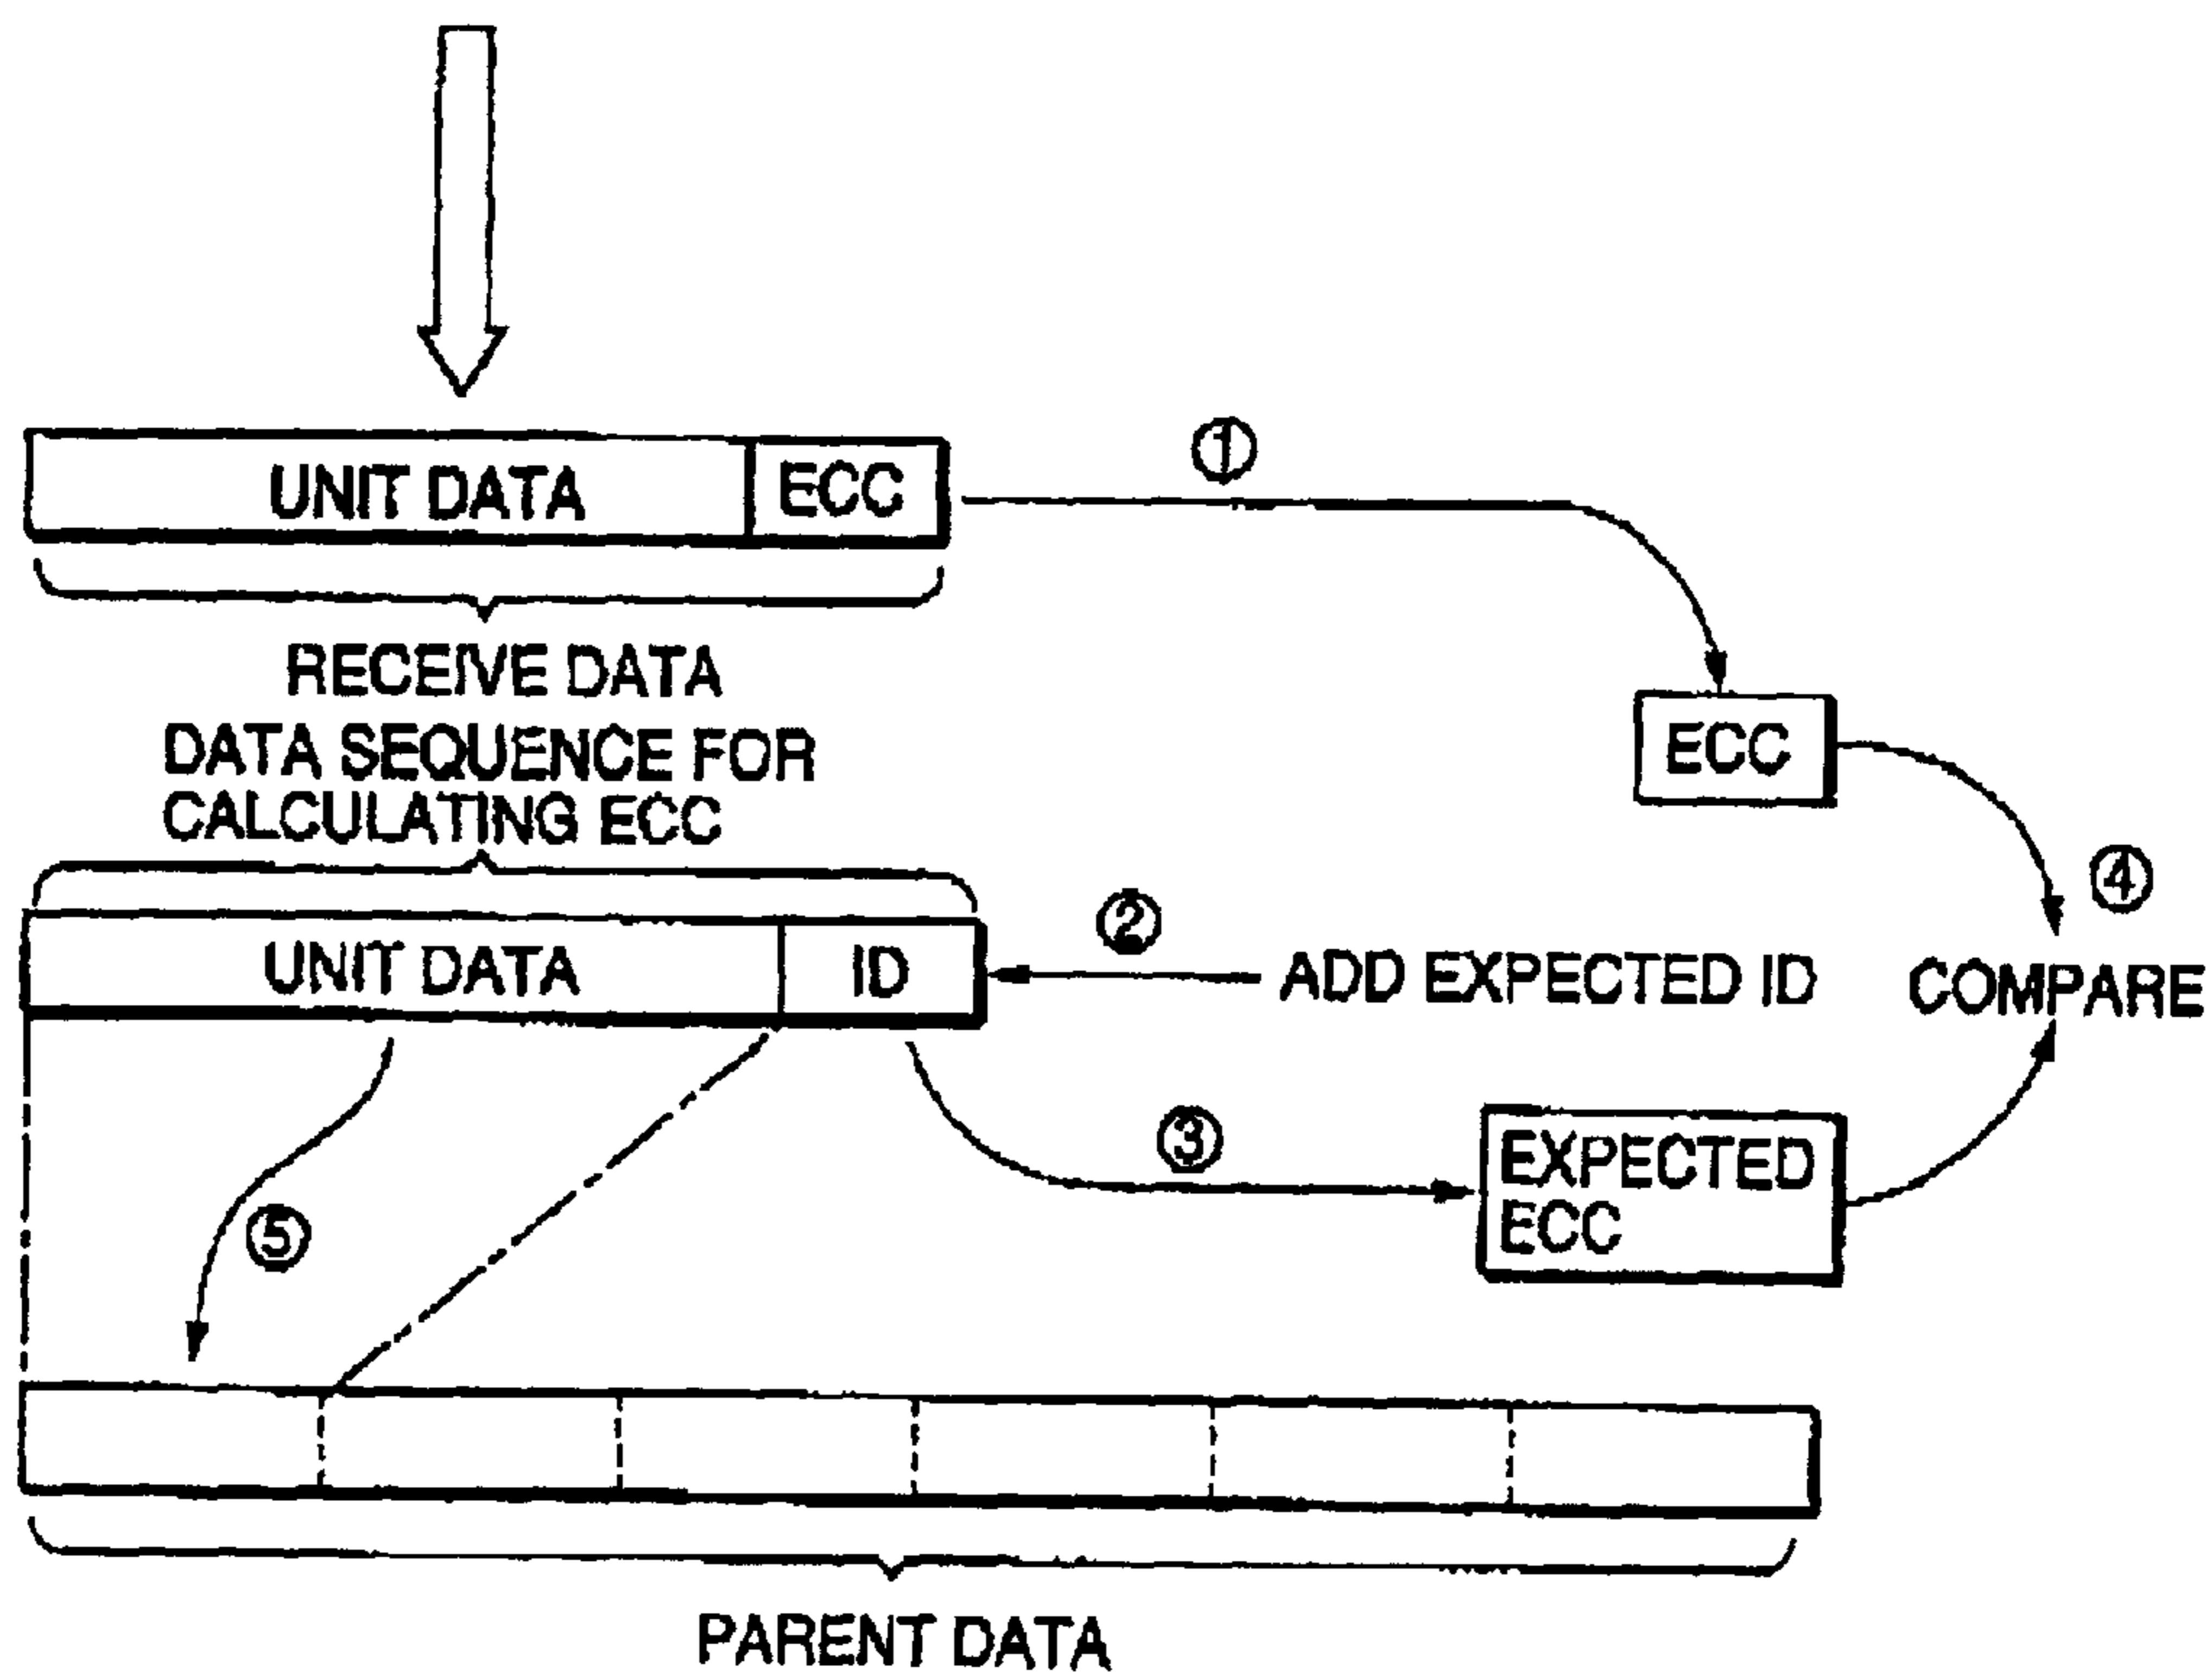 UNIT DATA ECC
①
RECEIVE DATA
DATA SEQUENCE FOR
CALCULATING ECC
ECC
④
UNIT DATA ID
②
ADD EXPECTED ID
COMPARE
③
EXPECTED
ECC
⑤
PARENT DATA